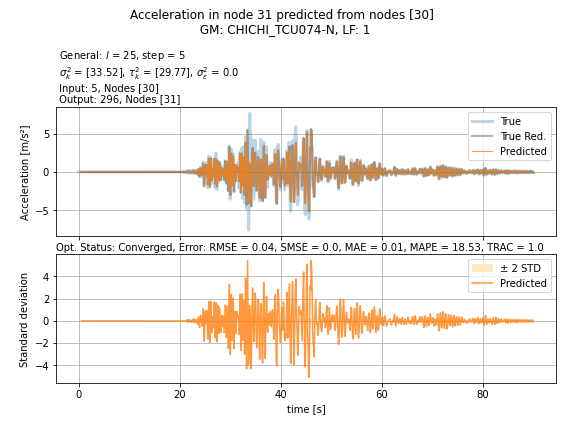 Acceleration in node 31 predicted from nodes [30]
GM: CHICHI_TCU074-N, LF: 1
General: l = 25, step = 5
σ²ₖ = [33.52], τ²ₖ = [29.77], σ²_ε = 0.0
Input: 5, Nodes [30]
Output: 296, Nodes [31]
Acceleration [m/s²]
5
0
−5
True
True Red.
Predicted
Opt. Status: Converged, Error: RMSE = 0.04, SMSE = 0.0, MAE = 0.01, MAPE = 18.53, TRAC = 1.0
Standard deviation
4
2
0
−2
−4
± 2 STD
Predicted
0 20 40 60 80
time [s]